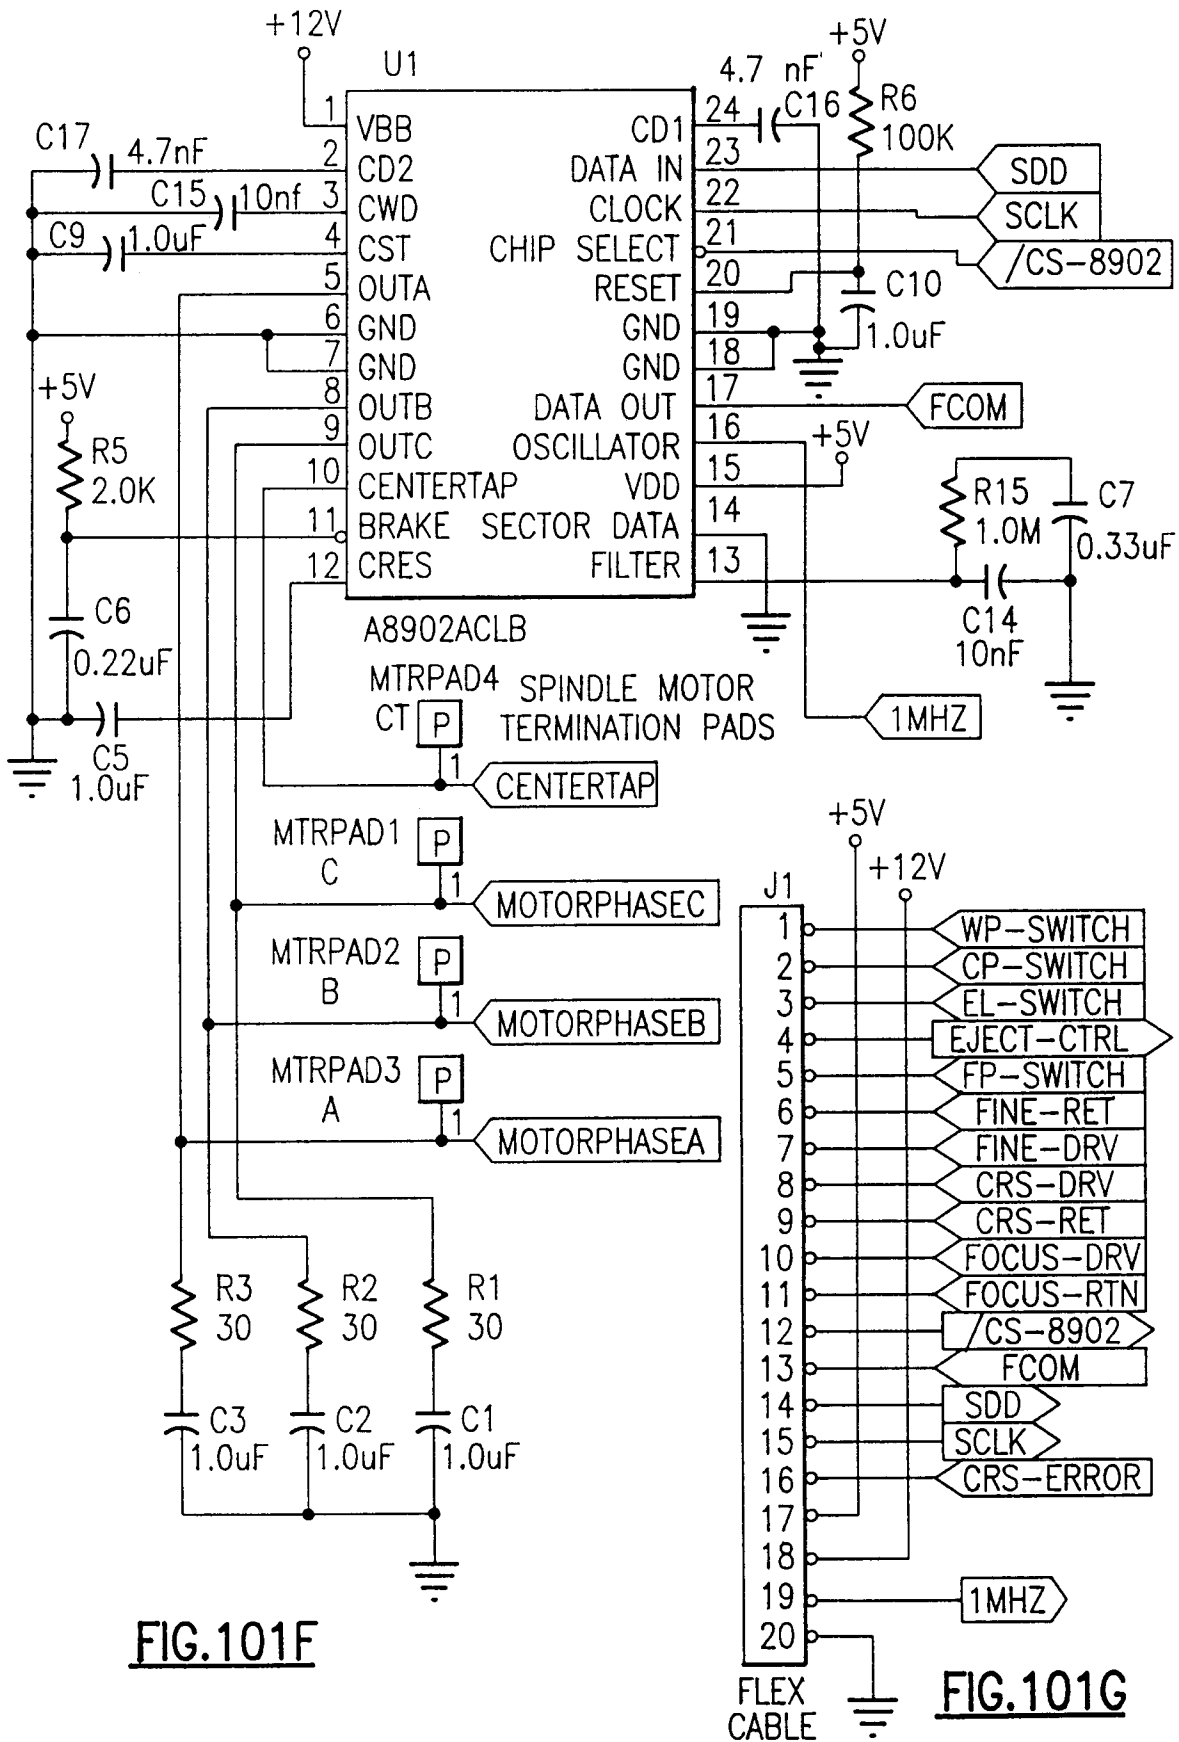 +12V
U1
1
VBB
C17
4.7nF
2
CD2
C15
10nf
3
CWD
C9
1.0uF
4
CST
5
OUTA
6
GND
7
GND
+5V
8
OUTB
9
OUTC
R5
2.0K
10
CENTERTAP
11
BRAKE
12
CRES
C6
0.22uF
C5
1.0uF
4.7 nF
C16
+5V
R6
100K
CD1
24
DATA IN
23
SDD
CLOCK
22
SCLK
CHIP SELECT
21
/CS-8902
RESET
20
C10
1.0uF
GND
19
GND
18
DATA OUT
17
FCOM
OSCILLATOR
16
+5V
VDD
15
SECTOR DATA
14
FILTER
13
R15
1.0M
C7
0.33uF
C14
10nF
1MHZ
A8902ACLB
MTRPAD4
CT
P
1
SPINDLE MOTOR
TERMINATION PADS
CENTERTAP
MTRPAD1
C
P
1
MOTORPHASEC
MTRPAD2
B
P
1
MOTORPHASEB
MTRPAD3
A
P
1
MOTORPHASEA
R3
30
R2
30
R1
30
C3
1.0uF
C2
1.0uF
C1
1.0uF
FIG.101F
+5V
+12V
J1
1
WP-SWITCH
2
CP-SWITCH
3
EL-SWITCH
4
EJECT-CTRL
5
FP-SWITCH
6
FINE-RET
7
FINE-DRV
8
CRS-DRV
9
CRS-RET
10
FOCUS-DRV
11
FOCUS-RTN
12
/CS-8902
13
FCOM
14
SDD
15
SCLK
16
CRS-ERROR
17
18
19
1MHZ
20
FLEX
CABLE
FIG.101G